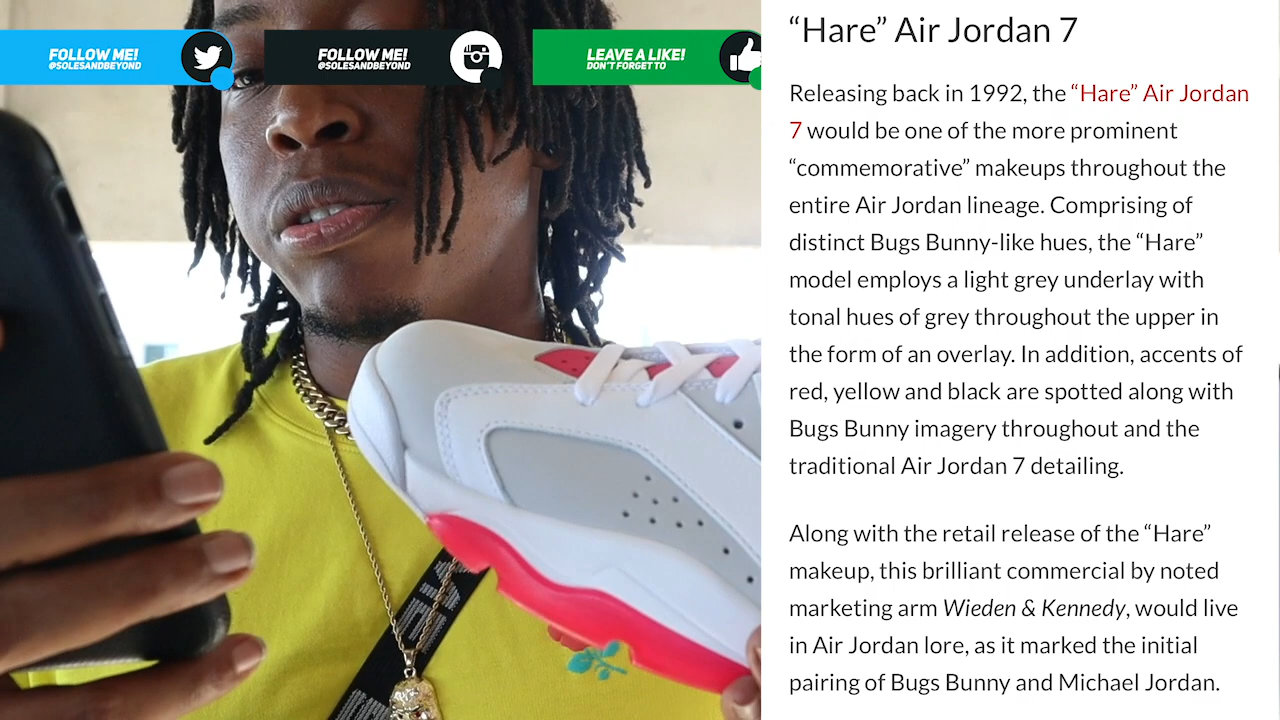 FOLLOW ME!
@SOLESANDBEYOND
FOLLOW ME!
@SOLESANDBEYOND
LEAVE A LIKE!
DON'T FORGET TO
“Hare” Air Jordan 7
Releasing back in 1992, the “Hare” Air Jordan
7 would be one of the more prominent
“commemorative” makeups throughout the
entire Air Jordan lineage. Comprising of
distinct Bugs Bunny-like hues, the “Hare”
model employs a light grey underlay with
tonal hues of grey throughout the upper in
the form of an overlay. In addition, accents of
red, yellow and black are spotted along with
Bugs Bunny imagery throughout and the
traditional Air Jordan 7 detailing.
Along with the retail release of the “Hare”
makeup, this brilliant commercial by noted
marketing arm Wieden & Kennedy, would live
in Air Jordan lore, as it marked the initial
pairing of Bugs Bunny and Michael Jordan.